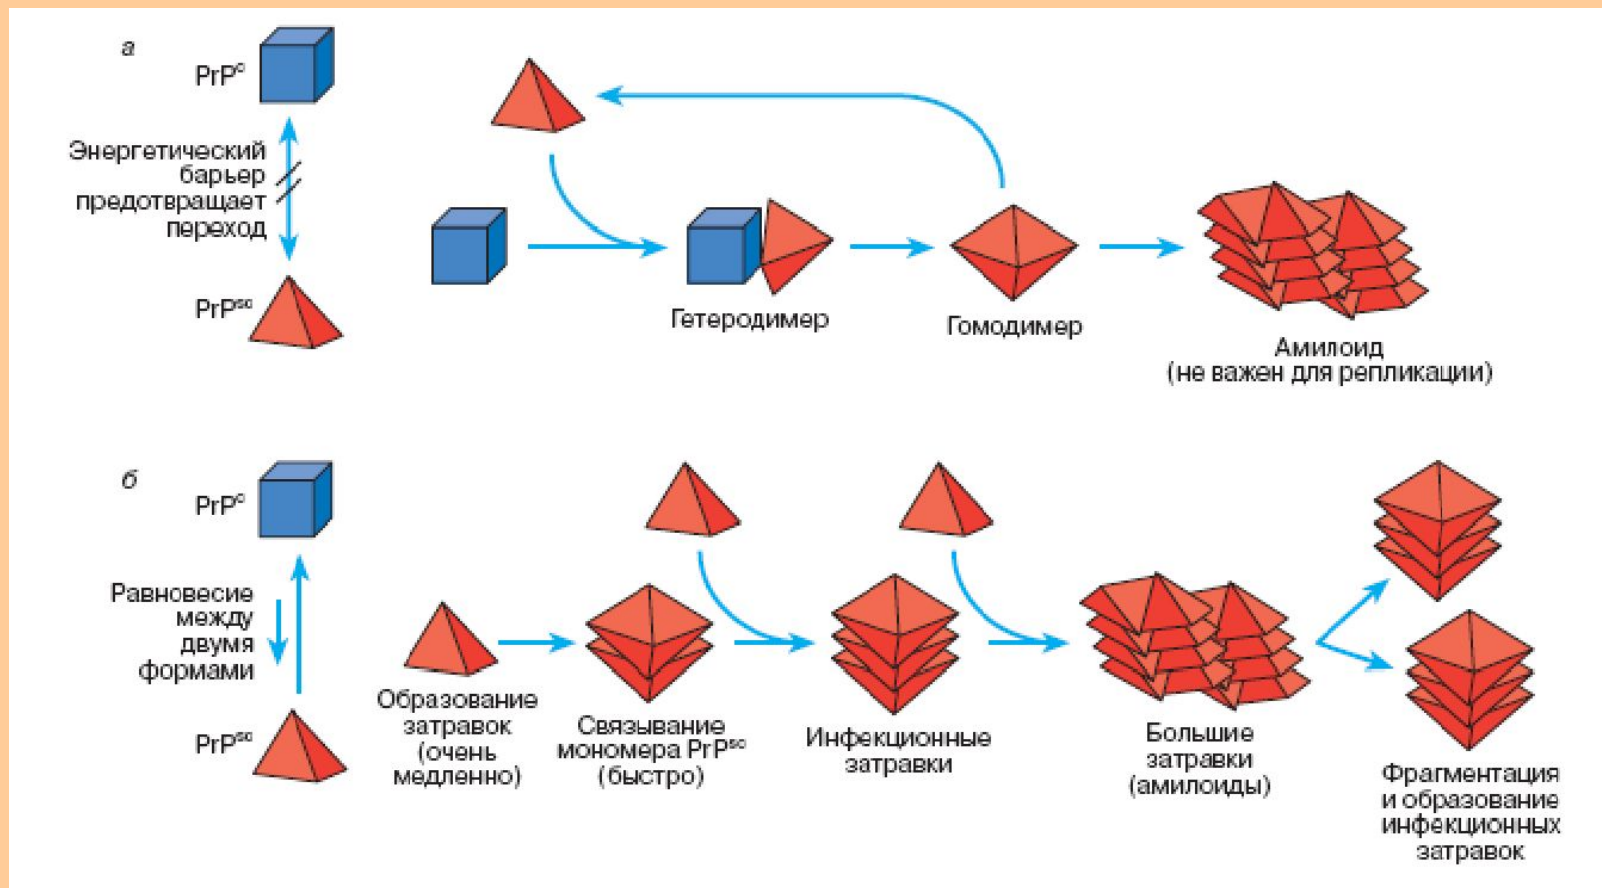 а
PrPᶜ
Энергетический
барьер
предотвращает
переход
PrPˢᶜ
Гетеродимер
Гомодимер
Амилоид
(не важен для репликации)
б
PrPᶜ
Равновесие
между
двумя
формами
PrPˢᶜ
Образование
затравок
(очень
медленно)
Связывание
мономера PrPˢᶜ
(быстро)
Инфекционные
затравки
Большие
затравки
(амилоиды)
Фрагментация
и образование
инфекционных
затравок